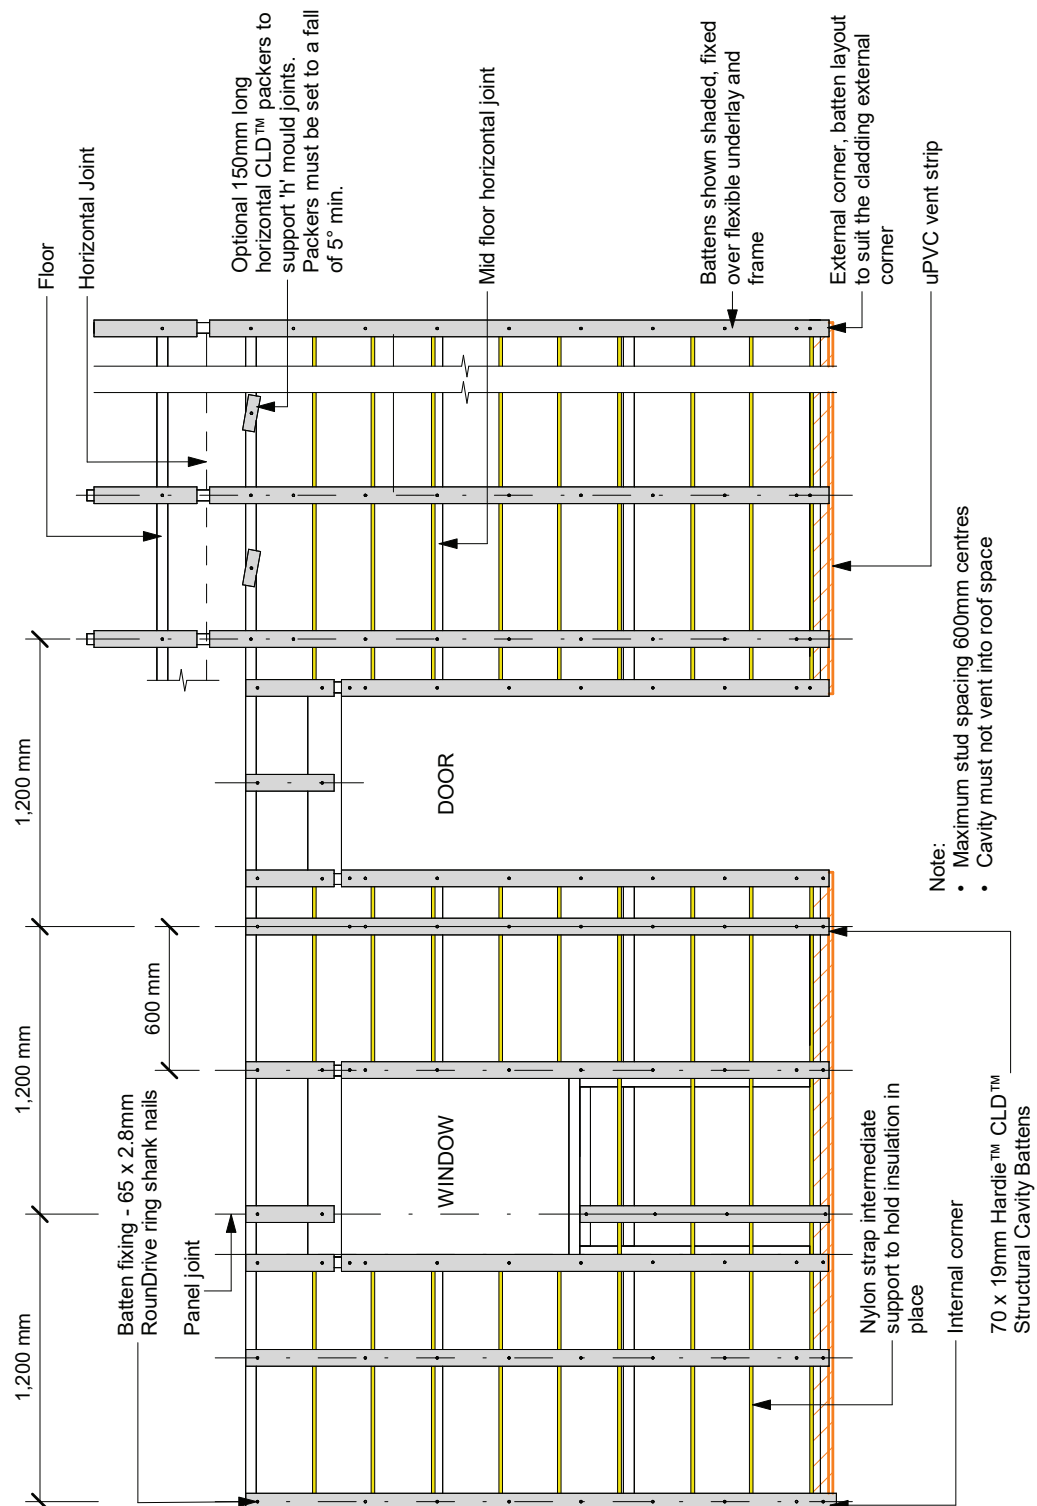 1,200 mm
1,200 mm
1,200 mm
600 mm
Batten fixing - 65 x 2.8mm
RounDrive ring shank nails
Panel joint
Floor
Horizontal Joint
Optional 150mm long
horizontal CLD™ packers to
support 'h' mould joints.
Packers must be set to a fall
of 5° min.
Mid floor horizontal joint
WINDOW
DOOR
Battens shown shaded, fixed
over flexible underlay and
frame
External corner, batten layout
to suit the cladding external
corner
uPVC vent strip
Nylon strap intermediate
support to hold insulation in
place
Internal corner
70 x 19mm Hardie™ CLD™
Structural Cavity Battens
Note:
• Maximum stud spacing 600mm centres
• Cavity must not vent into roof space